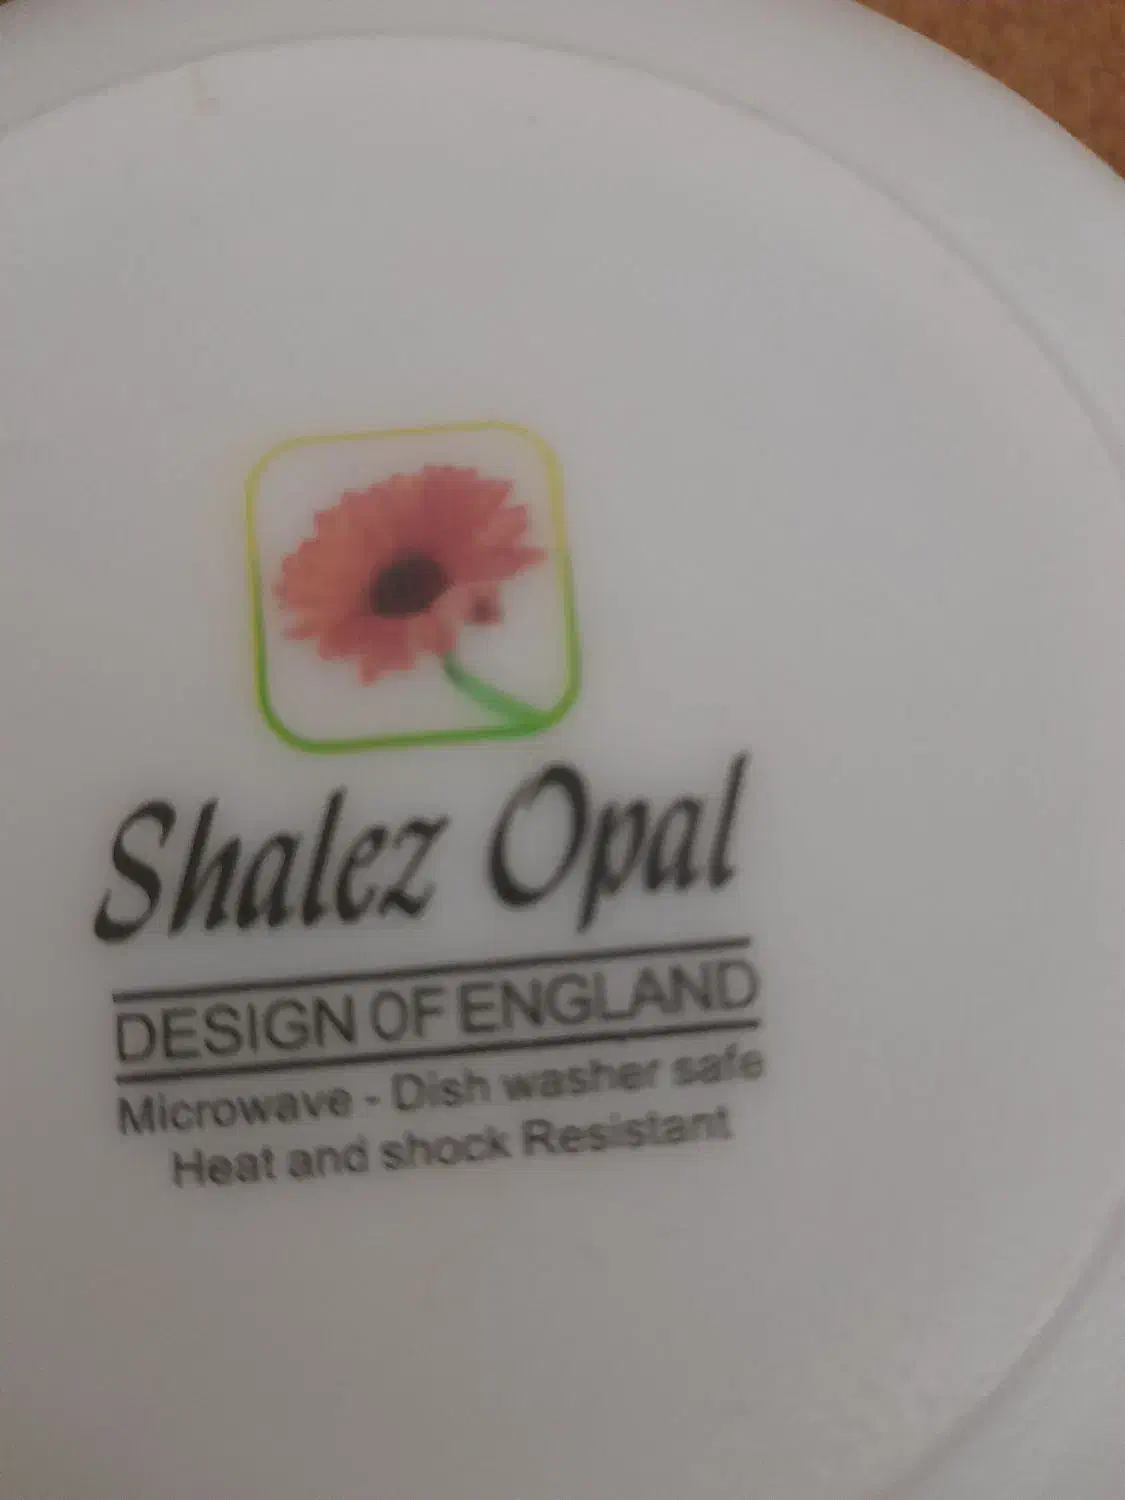 Shalez Opal
DESIGN OF ENGLAND
Microwave - Dish washer safe
Heat and shock Resistant